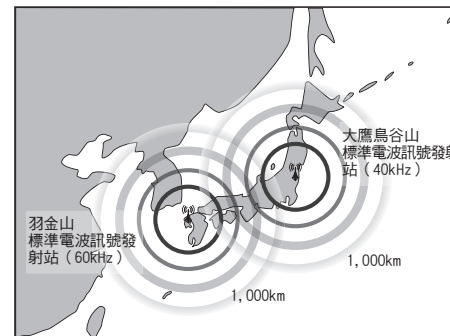 大鷹鳥谷山
標準電波訊號發射
站（40kHz）
羽金山
標準電波訊號發
射站（60kHz）
1,000km
1,000km